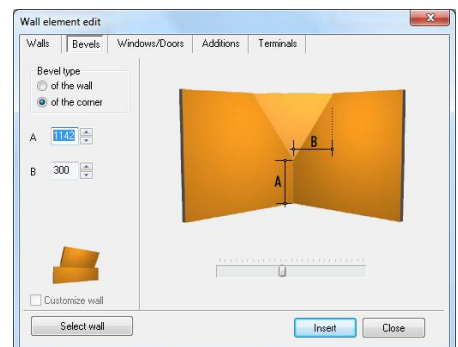 Wall element edit
Walls Bevels Windows/Doors Additions Terminals
Bevel type
of the wall
of the corner
A 1142
B 300
B
A
Customize wall
Select wall Insert Close